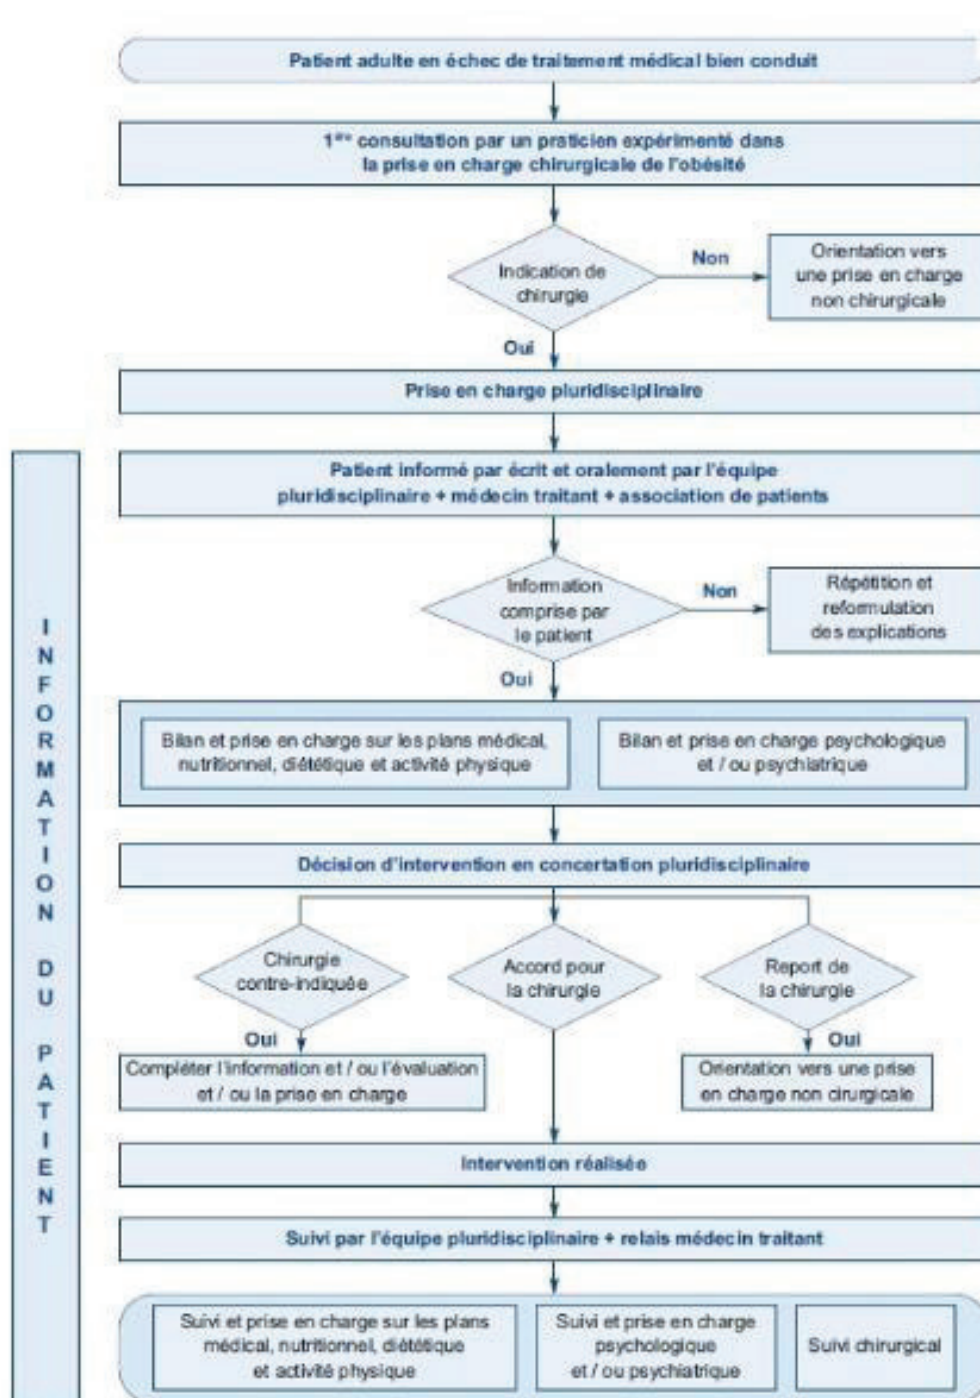 Patient adulte en échec de traitement médical bien conduit
1ère consultation par un praticien expérimenté dans
la prise en charge chirurgicale de l'obésité
Indication de
chirurgie
Non
Orientation vers
une prise en charge
non chirurgicale
Oui
Prise en charge pluridisciplinaire
Patient informé par écrit et oralement par l'équipe
pluridisciplinaire + médecin traitant + association de patients
Information
comprise par
le patient
Non
Répétition et
reformulation
des explications
Oui
Bilan et prise en charge sur les plans médical,
nutritionnel, diététique et activité physique
Bilan et prise en charge psychologique
et / ou psychiatrique
Décision d'intervention en concertation pluridisciplinaire
Chirurgie
contre-indiquée
Accord pour
la chirurgie
Report de
la chirurgie
Oui
Oui
Compléter l'information et / ou l'évaluation
et / ou la prise en charge
Orientation vers une prise
en charge non cirurgicale
Intervention réalisée
Suivi par l'équipe pluridisciplinaire + relais médecin traitant
Suivi et prise en charge sur les plans
médical, nutritionnel, diététique
et activité physique
Suivi et prise en charge
psychologique
et / ou psychiatrique
Suivi chirurgical
INFORMATION DU PATIENT